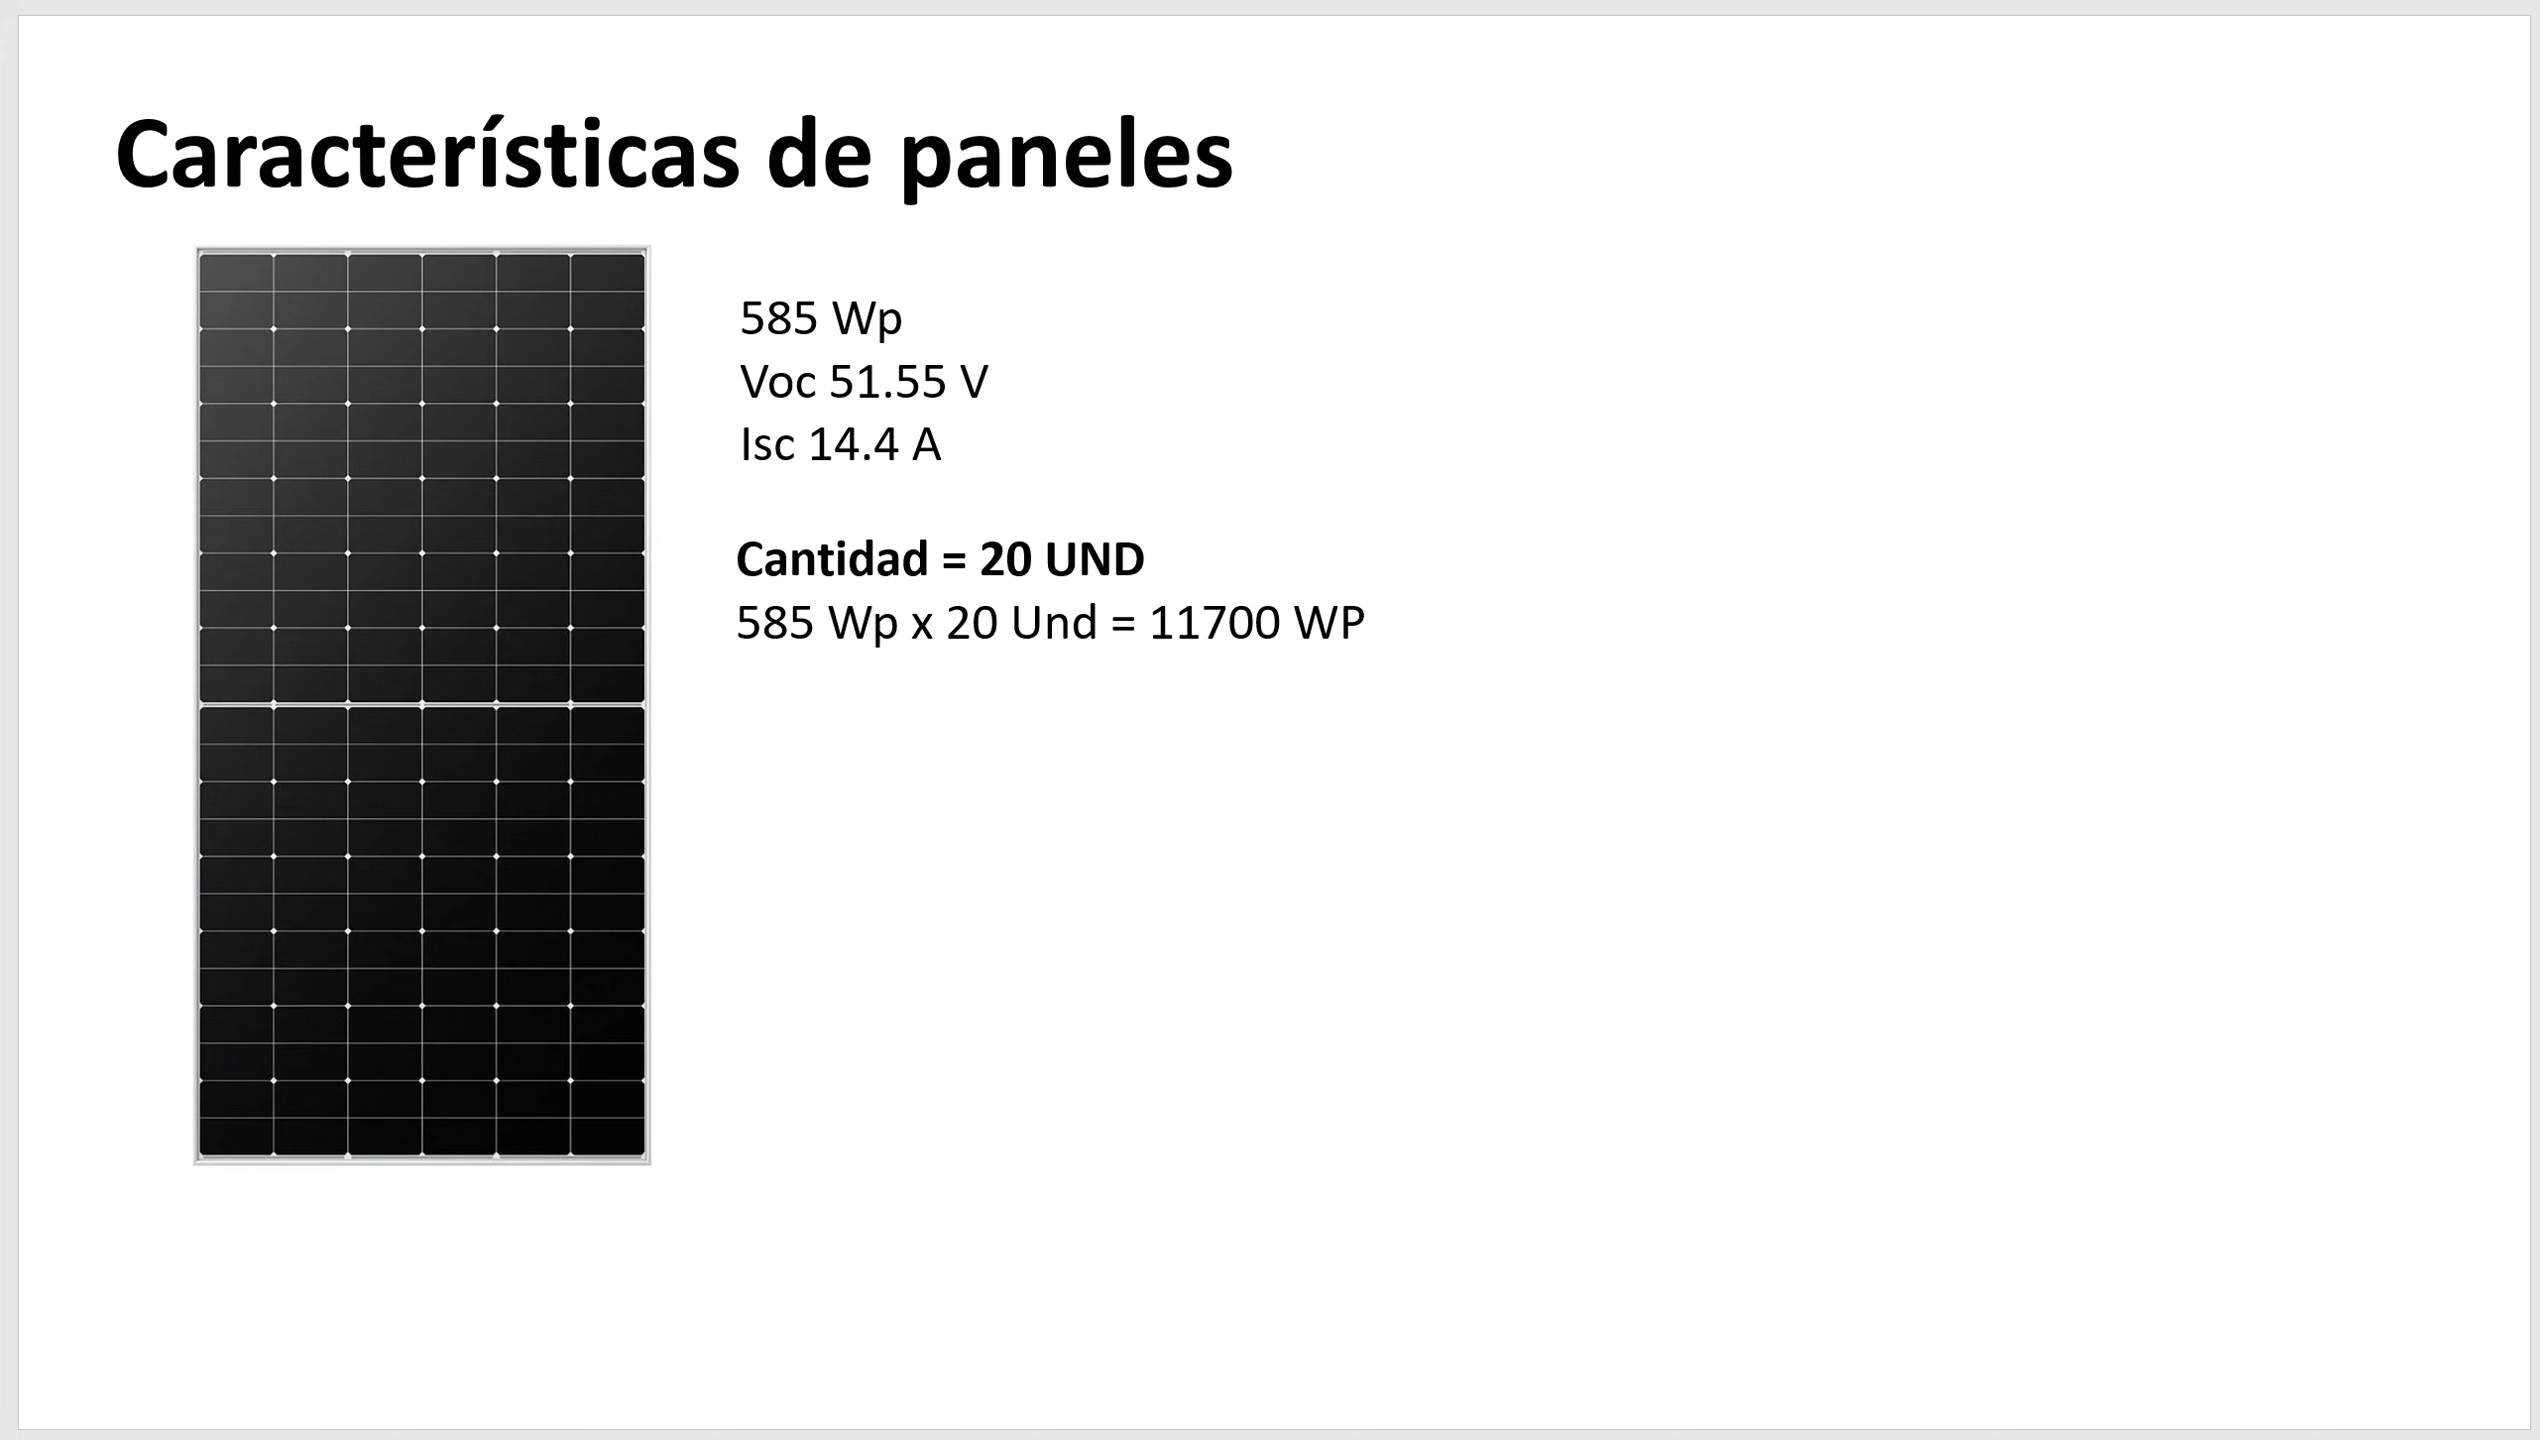 Características de paneles
585 Wp
Voc 51.55 V
Isc 14.4 A
Cantidad = 20 UND
585 Wp x 20 Und = 11700 WP